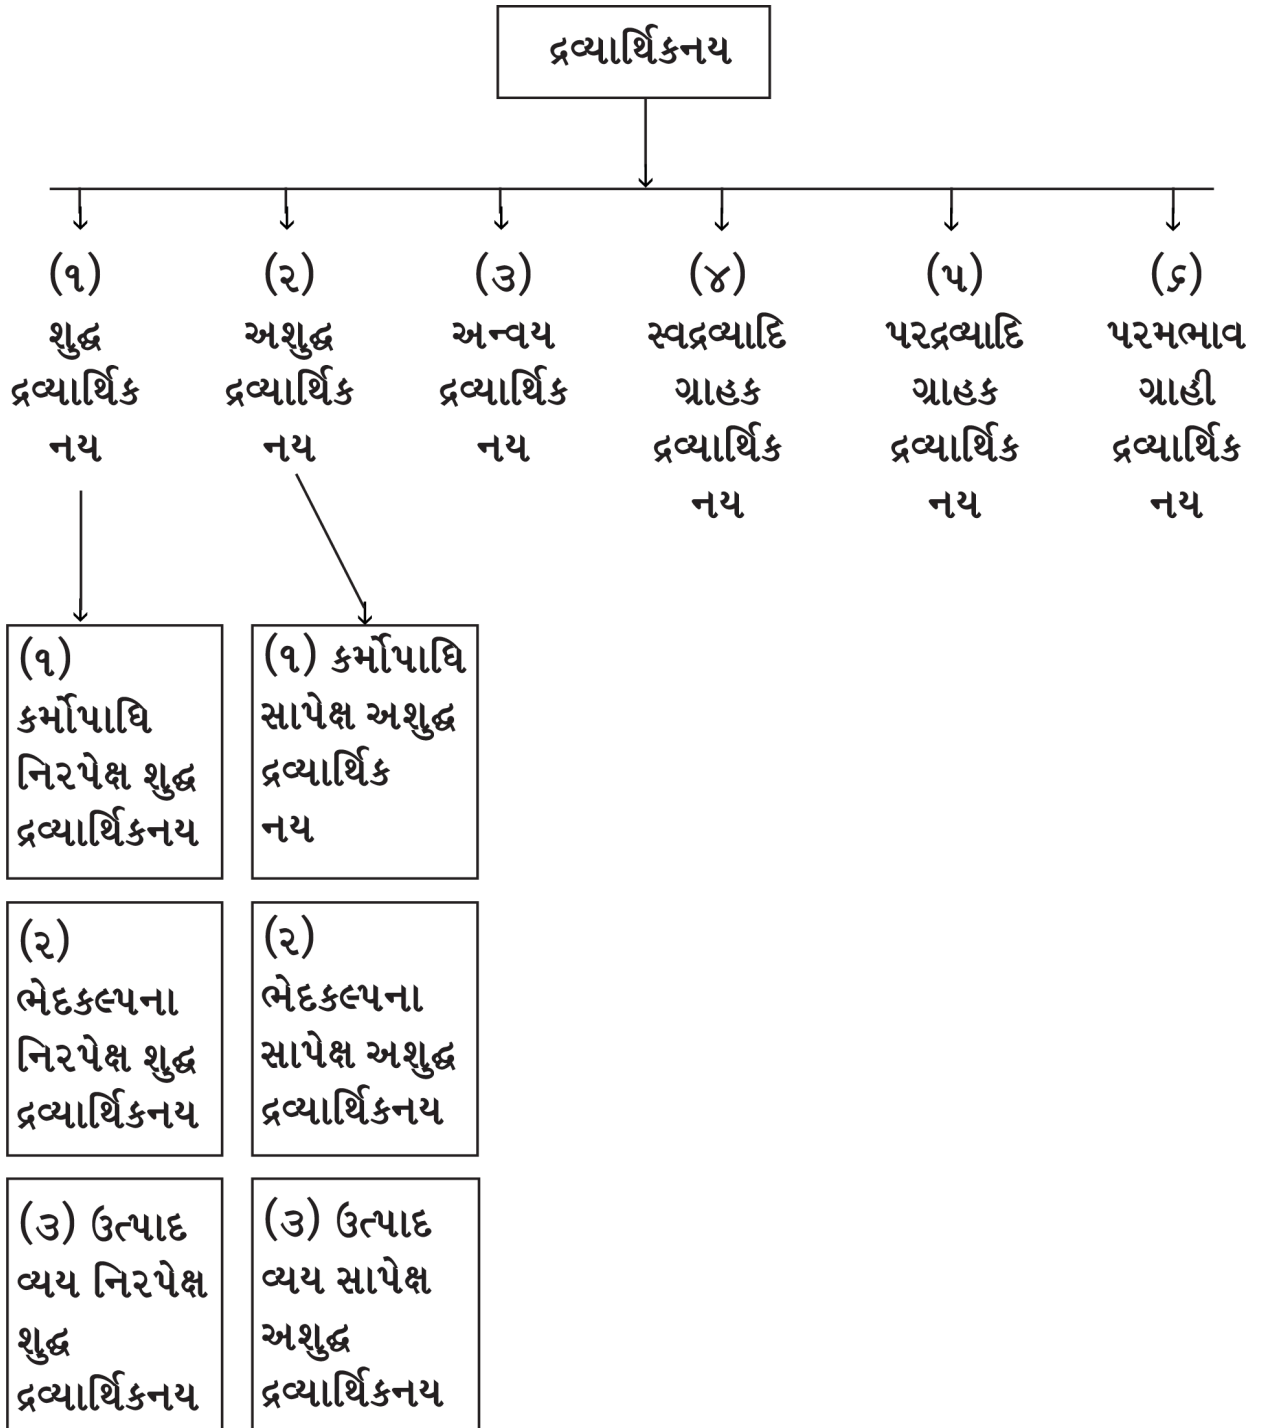 દ્રવ્યાર્થિકનય
(૧)
શુદ્ધ
દ્રવ્યાર્થિક
નય
(૨)
અશુદ્ધ
દ્રવ્યાર્થિક
નય
(૩)
અન્વય
દ્રવ્યાર્થિક
નય
(૪)
સ્વદ્રવ્યાદિ
ગ્રાહક
દ્રવ્યાર્થિક
નય
(૫)
પરદ્રવ્યાદિ
ગ્રાહક
દ્રવ્યાર્થિક
નય
(૬)
પરમભાવ
ગ્રાહી
દ્રવ્યાર્થિક
નય
(૧)
કર્મોપાધિ
નિરપેક્ષ શુદ્ધ
દ્રવ્યાર્થિકનય
(૧) કર્મોપાધિ
સાપેક્ષ અશુદ્ધ
દ્રવ્યાર્થિક
નય
(૨)
ભેદકલ્પના
નિરપેક્ષ શુદ્ધ
દ્રવ્યાર્થિકનય
(૨)
ભેદકલ્પના
સાપેક્ષ અશુદ્ધ
દ્રવ્યાર્થિકનય
(૩) ઉત્પાદ
વ્યય નિરપેક્ષ
શુદ્ધ
દ્રવ્યાર્થિકનય
(૩) ઉત્પાદ
વ્યય સાપેક્ષ
અશુદ્ધ
દ્રવ્યાર્થિકનય